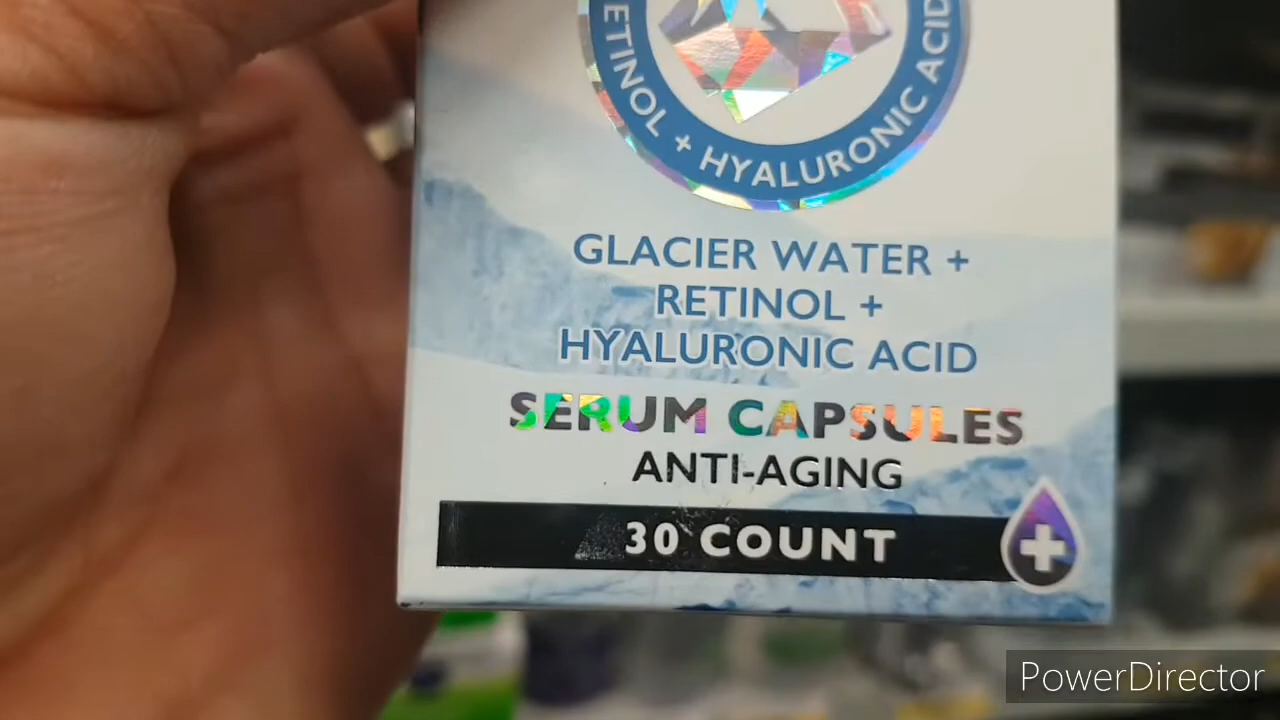 ETINOL + HYALURONIC ACID
GLACIER WATER +
RETINOL +
HYALURONIC ACID
SERUM CAPSULES
ANTI-AGING
30 COUNT
PowerDirector